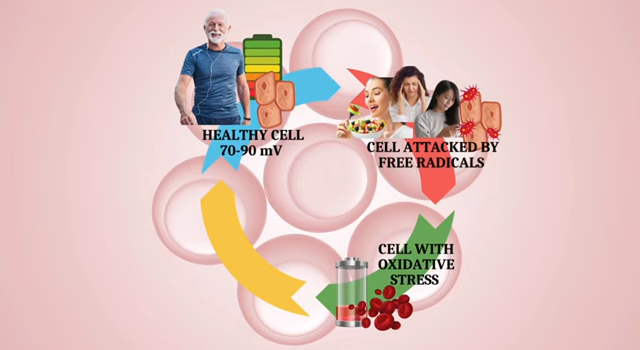 HEALTHY CELL
70-90 mV
CELL ATTACKED BY
FREE RADICALS
CELL WITH
OXIDATIVE
STRESS